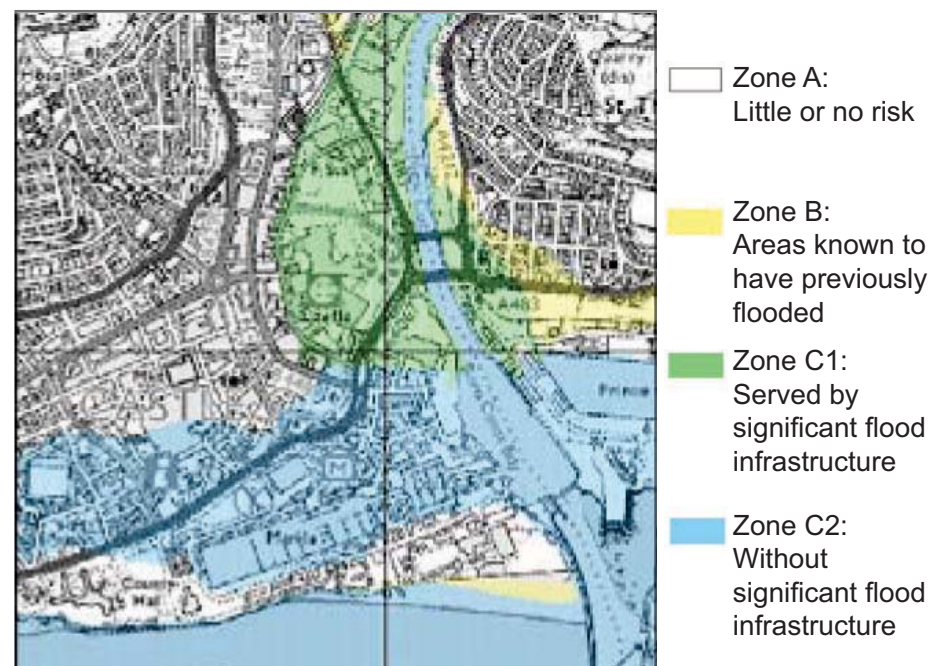 Zone A:
Little or no risk
Zone B:
Areas known to
have previously
flooded
Zone C1:
Served by
significant flood
infrastructure
Zone C2:
Without
significant flood
infrastructure
A483
M